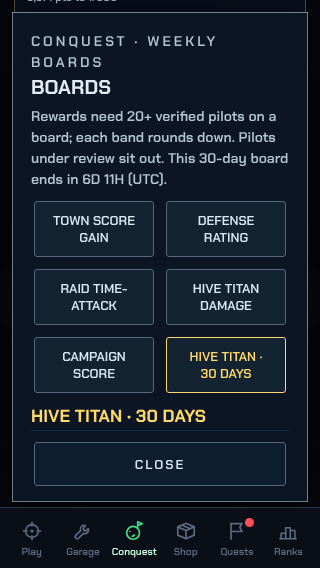 CONQUEST · WEEKLY
BOARDS
BOARDS
Rewards need 20+ verified pilots on a
board; each band rounds down. Pilots
under review sit out. This 30-day board
ends in 6D 11H (UTC).
TOWN SCORE
GAIN
DEFENSE
RATING
RAID TIME-
ATTACK
HIVE TITAN
DAMAGE
CAMPAIGN
SCORE
HIVE TITAN ·
30 DAYS
HIVE TITAN · 30 DAYS
CLOSE
Play
Garage
Conquest
Shop
Quests
Ranks